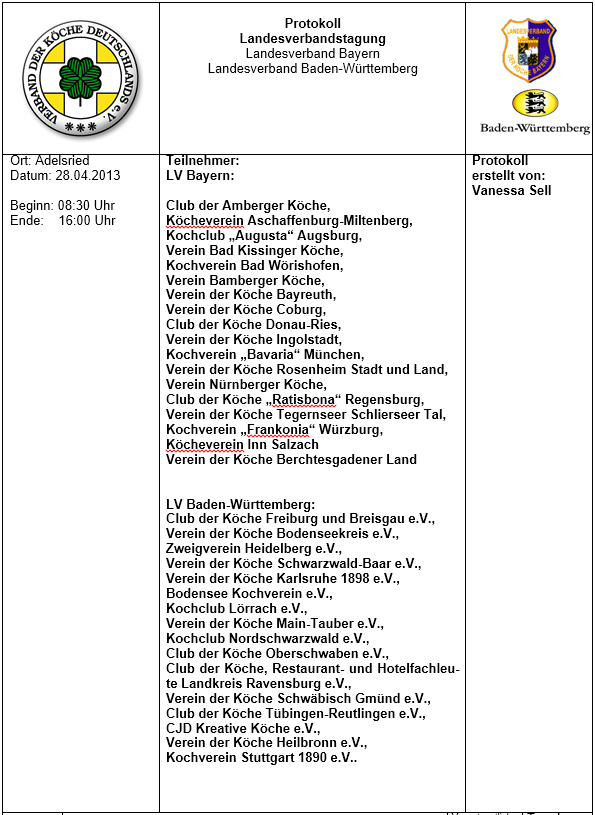 VERBAND DER KÖCHE DEUTSCHLANDS e.V.
Protokoll
Landesverbandstagung
Landesverband Bayern
Landesverband Baden-Württemberg
LANDESVERBAND
DER KÖCHE BAYERN
Baden-Württemberg
Ort: Adelsried
Datum: 28.04.2013
Beginn: 08:30 Uhr
Ende: 16:00 Uhr
Teilnehmer:
LV Bayern:
Club der Amberger Köche,
Köcheverein Aschaffenburg-Miltenberg,
Kochclub „Augusta“ Augsburg,
Verein Bad Kissinger Köche,
Kochverein Bad Wörishofen,
Verein Bamberger Köche,
Verein der Köche Bayreuth,
Verein der Köche Coburg,
Club der Köche Donau-Ries,
Verein der Köche Ingolstadt,
Kochverein „Bavaria“ München,
Verein der Köche Rosenheim Stadt und Land,
Verein Nürnberger Köche,
Club der Köche „Ratisbona“ Regensburg,
Verein der Köche Tegernseer Schlierseer Tal,
Kochverein „Frankonia“ Würzburg,
Köcheverein Inn Salzach
Verein der Köche Berchtesgadener Land
LV Baden-Württemberg:
Club der Köche Freiburg und Breisgau e.V.,
Verein der Köche Bodenseekreis e.V.,
Zweigverein Heidelberg e.V.,
Verein der Köche Schwarzwald-Baar e.V.,
Verein der Köche Karlsruhe 1898 e.V.,
Bodensee Kochverein e.V.,
Kochclub Lörrach e.V.,
Verein der Köche Main-Tauber e.V.,
Kochclub Nordschwarzwald e.V.,
Club der Köche Oberschwaben e.V.,
Club der Köche, Restaurant- und Hotelfachleu-
te Landkreis Ravensburg e.V.,
Verein der Köche Schwäbisch Gmünd e.V.,
Club der Köche Tübingen-Reutlingen e.V.,
CJD Kreative Köche e.V.,
Verein der Köche Heilbronn e.V.,
Kochverein Stuttgart 1890 e.V..
Protokoll
erstellt von:
Vanessa Sell